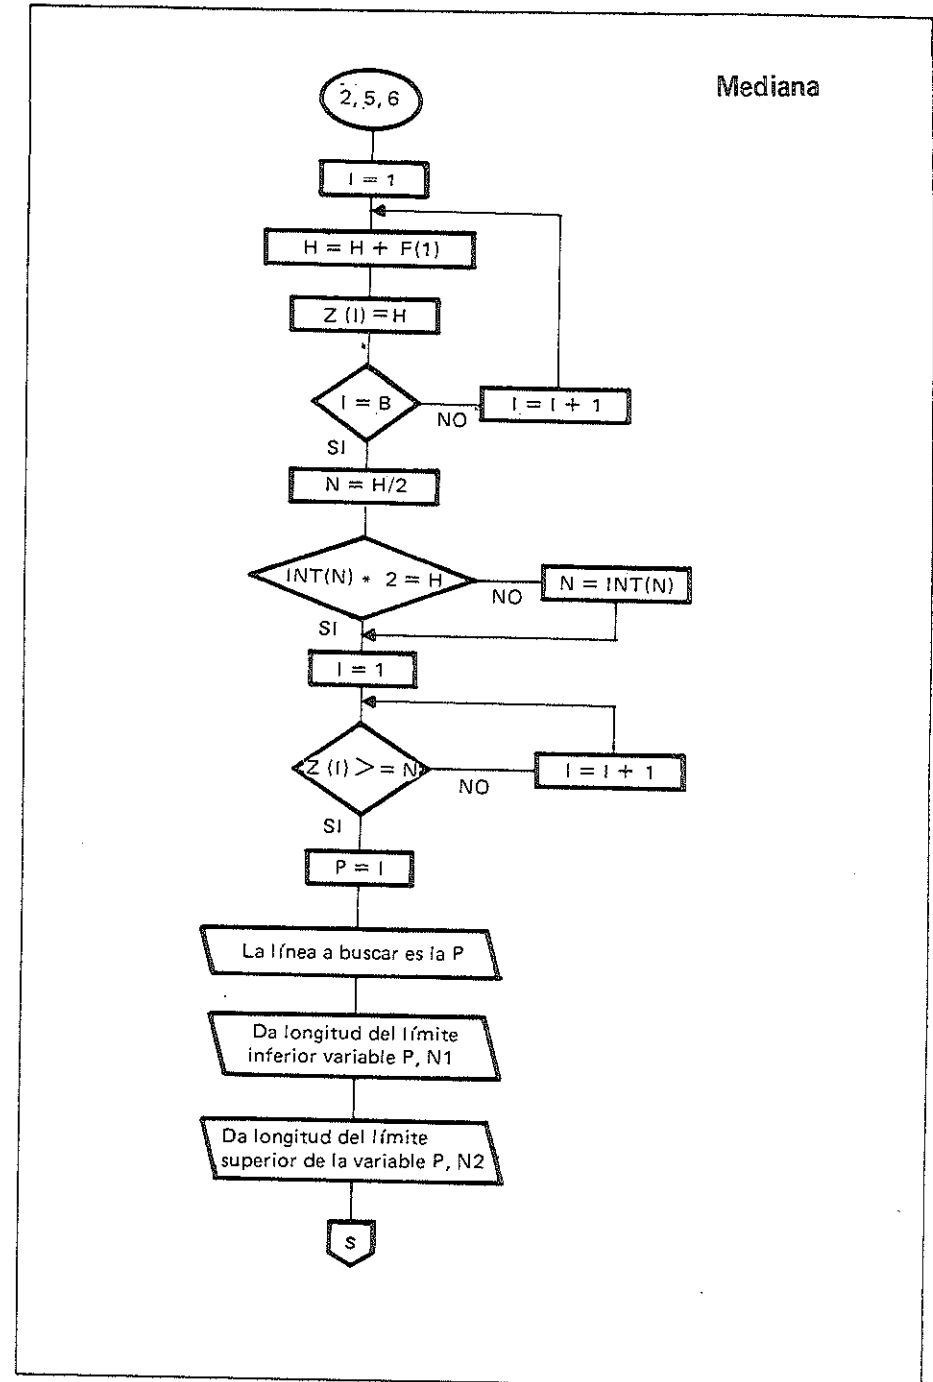 Mediana
2, 5, 6
I = 1
H = H + F(1)
Z (I) = H
I = B
NO
I = I + 1
SI
N = H/2
INT(N) * 2 = H
NO
N = INT(N)
SI
I = 1
Z (I) > = N
NO
I = I + 1
SI
P = I
La línea a buscar es la P
Da longitud del límite
inferior variable P, N1
Da longitud del límite
superior de la variable P, N2
S